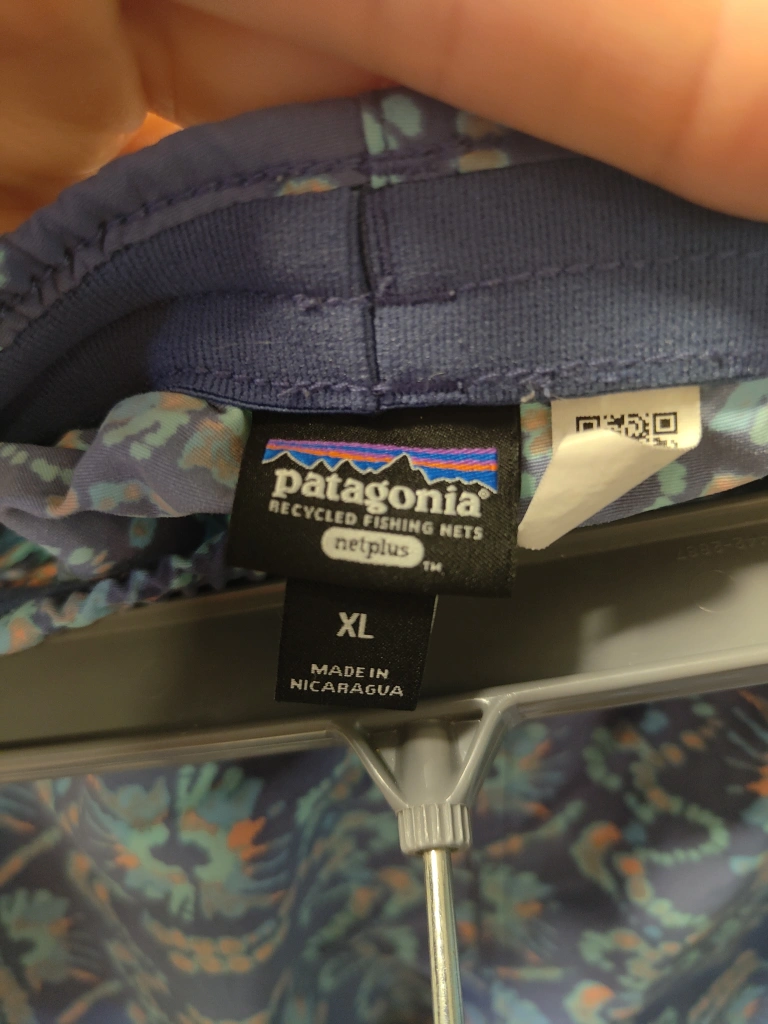 patagonia®
RECYCLED FISHING NETS
netplus
™
XL
MADE IN
NICARAGUA